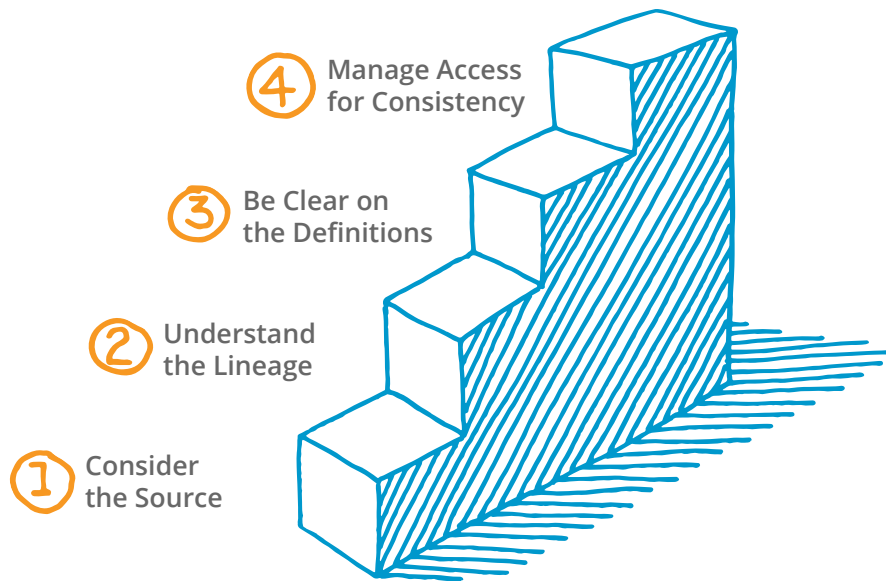 4
Manage Access
for Consistency
3
Be Clear on
the Definitions
2
Understand
the Lineage
1
Consider
the Source